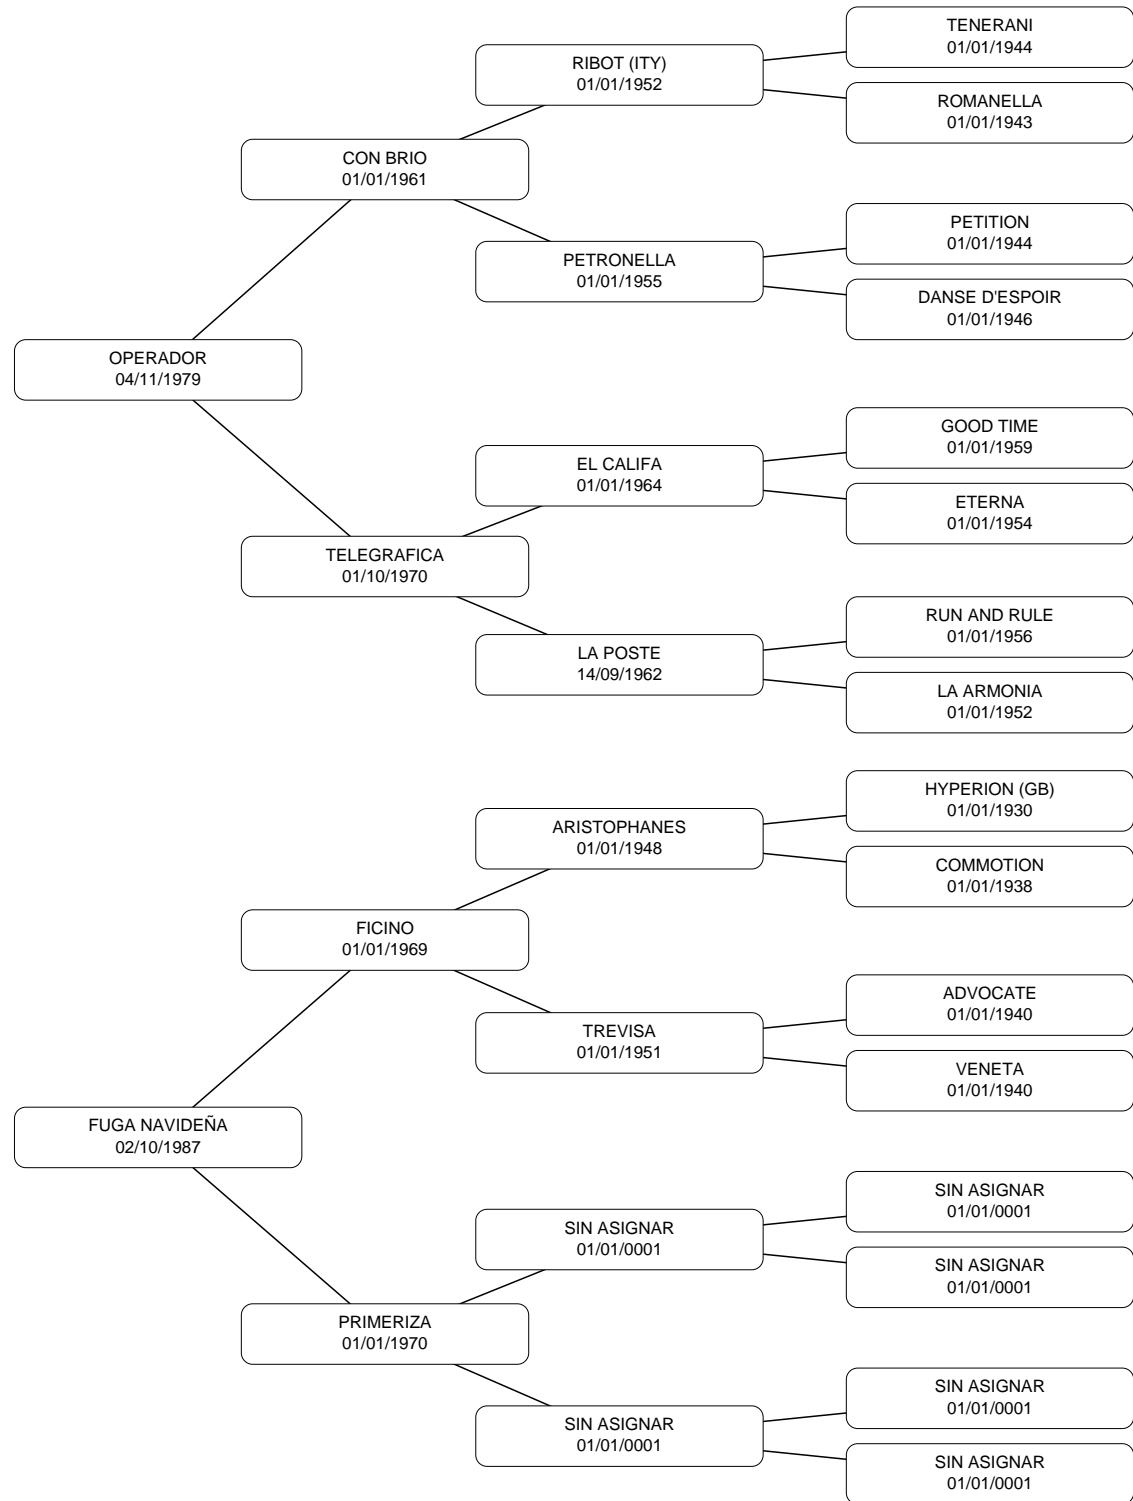 TENERANI
01/01/1944
RIBOT (ITY)
01/01/1952
ROMANELLA
01/01/1943
CON BRIO
01/01/1961
PETITION
01/01/1944
PETRONELLA
01/01/1955
DANSE D'ESPOIR
01/01/1946
OPERADOR
04/11/1979
GOOD TIME
01/01/1959
EL CALIFA
01/01/1964
ETERNA
01/01/1954
TELEGRAFICA
01/10/1970
RUN AND RULE
01/01/1956
LA POSTE
14/09/1962
LA ARMONIA
01/01/1952
HYPERION (GB)
01/01/1930
ARISTOPHANES
01/01/1948
COMMOTION
01/01/1938
FICINO
01/01/1969
ADVOCATE
01/01/1940
TREVISA
01/01/1951
VENETA
01/01/1940
FUGA NAVIDEÑA
02/10/1987
SIN ASIGNAR
01/01/0001
SIN ASIGNAR
01/01/0001
SIN ASIGNAR
01/01/0001
PRIMERIZA
01/01/1970
SIN ASIGNAR
01/01/0001
SIN ASIGNAR
01/01/0001
SIN ASIGNAR
01/01/0001